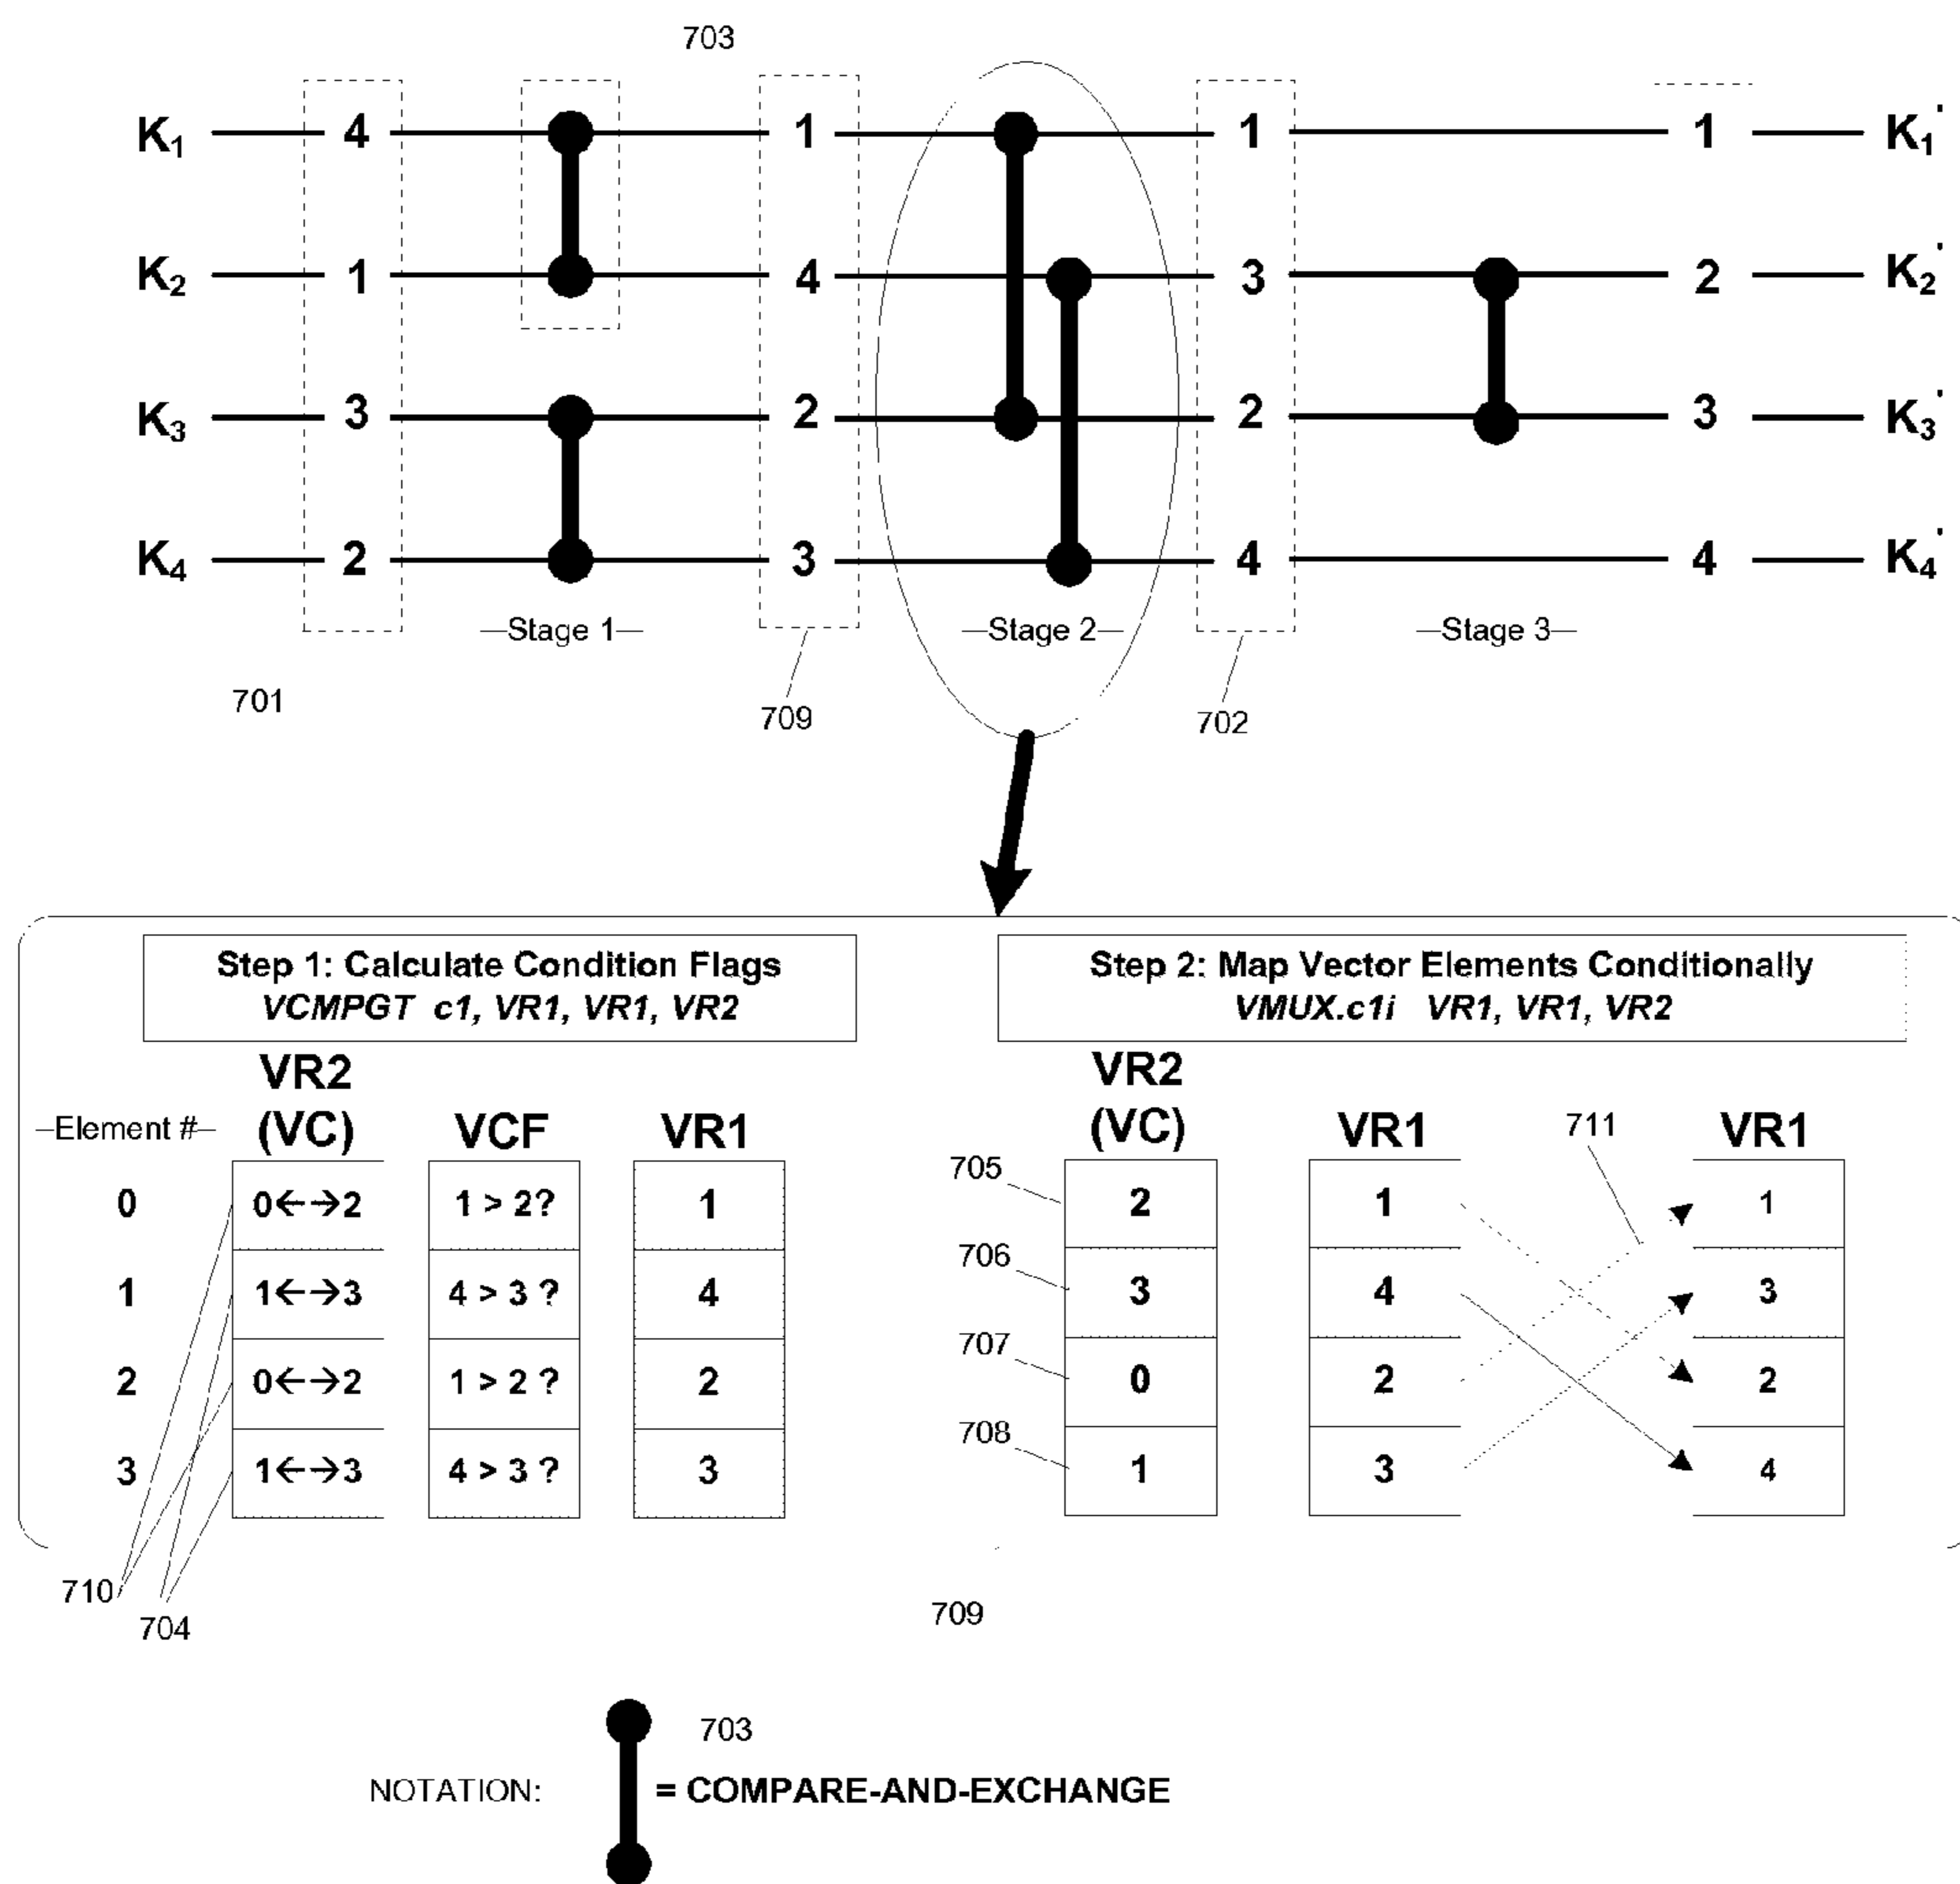 703
K1 4 1 1 1 K1'
K2 1 4 3 2 K2'
K3 3 2 2 3 K3'
K4 2 3 4 4 K4'
—Stage 1— —Stage 2— —Stage 3—
701 709 702
Step 1: Calculate Condition Flags
VCMPGT c1, VR1, VR1, VR2
Step 2: Map Vector Elements Conditionally
VMUX.c1i VR1, VR1, VR2
—Element #— VR2 (VC) VCF VR1
0 0←→2 1 > 2? 1
1 1←→3 4 > 3 ? 4
2 0←→2 1 > 2 ? 2
3 1←→3 4 > 3 ? 3
710
704
VR2
(VC) VR1 711 VR1
705 2 1 1
706 3 4 3
707 0 2 2
708 1 3 4
709
703
NOTATION: = COMPARE-AND-EXCHANGE